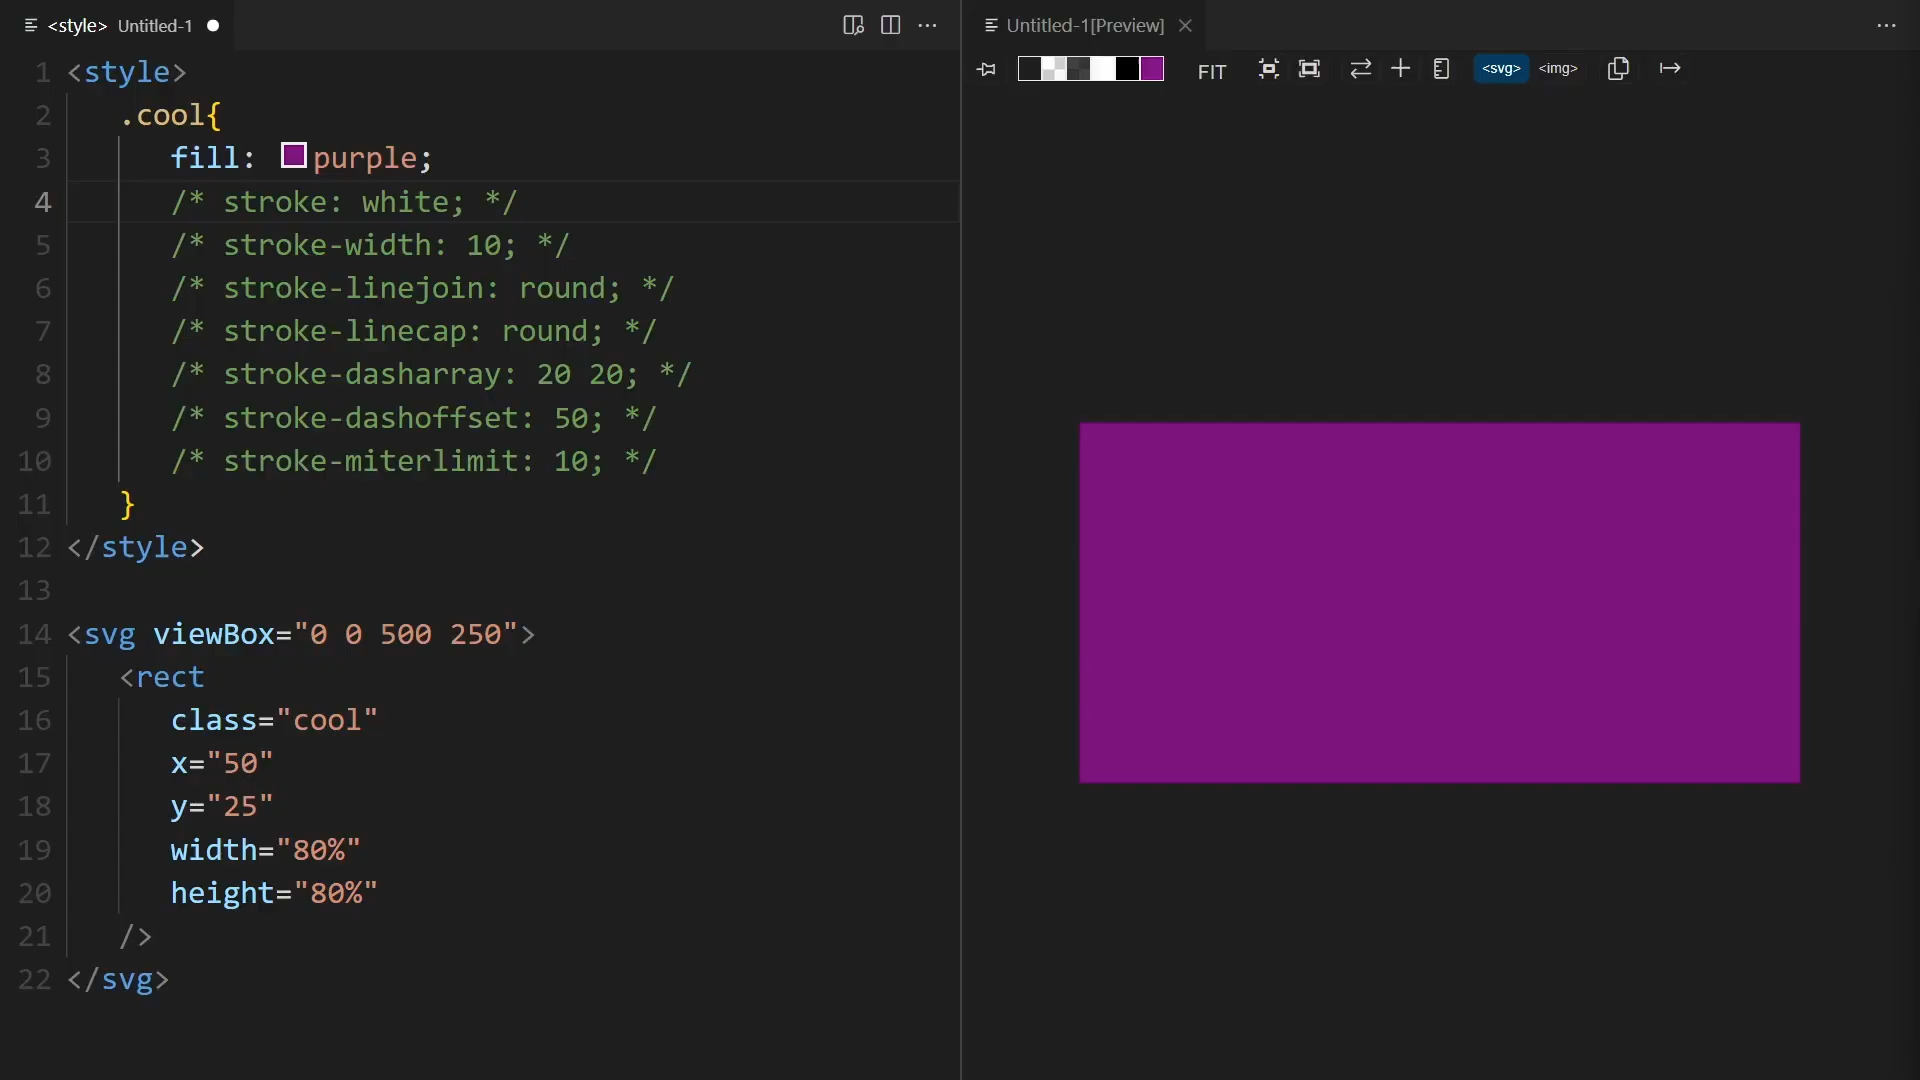 <style> Untitled-1
1 <style>
2 .cool{
3 fill: purple;
4 /* stroke: white; */
5 /* stroke-width: 10; */
6 /* stroke-linejoin: round; */
7 /* stroke-linecap: round; */
8 /* stroke-dasharray: 20 20; */
9 /* stroke-dashoffset: 50; */
10 /* stroke-miterlimit: 10; */
11 }
12 </style>
13
14 <svg viewBox="0 0 500 250">
15 <rect
16 class="cool"
17 x="50"
18 y="25"
19 width="80%"
20 height="80%"
21 />
22 </svg>
Untitled-1[Preview]
FIT <svg> <img>